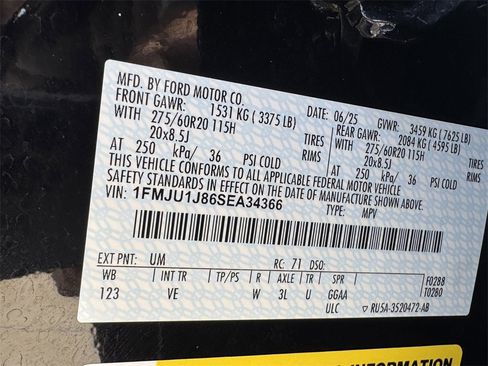 MFD. BY FORD MOTOR CO.
DATE: 06/25 GVWR: 3459 KG (7625 LB)
FRONT GAWR: 1531 KG (3375 LB) REAR GAWR: 2084 KG (4595 LB)
WITH 275/60R20 115H TIRES WITH 275/60R20 115H TIRES
20x8.5J RIMS 20x8.5J RIMS
AT 250 kPa/ 36 PSI COLD AT 250 kPa/ 36 PSI COLD
THIS VEHICLE CONFORMS TO ALL APPLICABLE FEDERAL MOTOR VEHICLE
SAFETY STANDARDS IN EFFECT ON THE DATE OF MANUFACTURE SHOWN ABOVE.
VIN: 1FMJU1J86SEA34366
TYPE: MPV
EXT PNT: UM RC: 71 DSO:
WB INT TR TP/PS R AXLE TR SPR F0288
123 VE W 3L U GGAA T0280
ULC RU5A-3520472-AB
INFORMATION